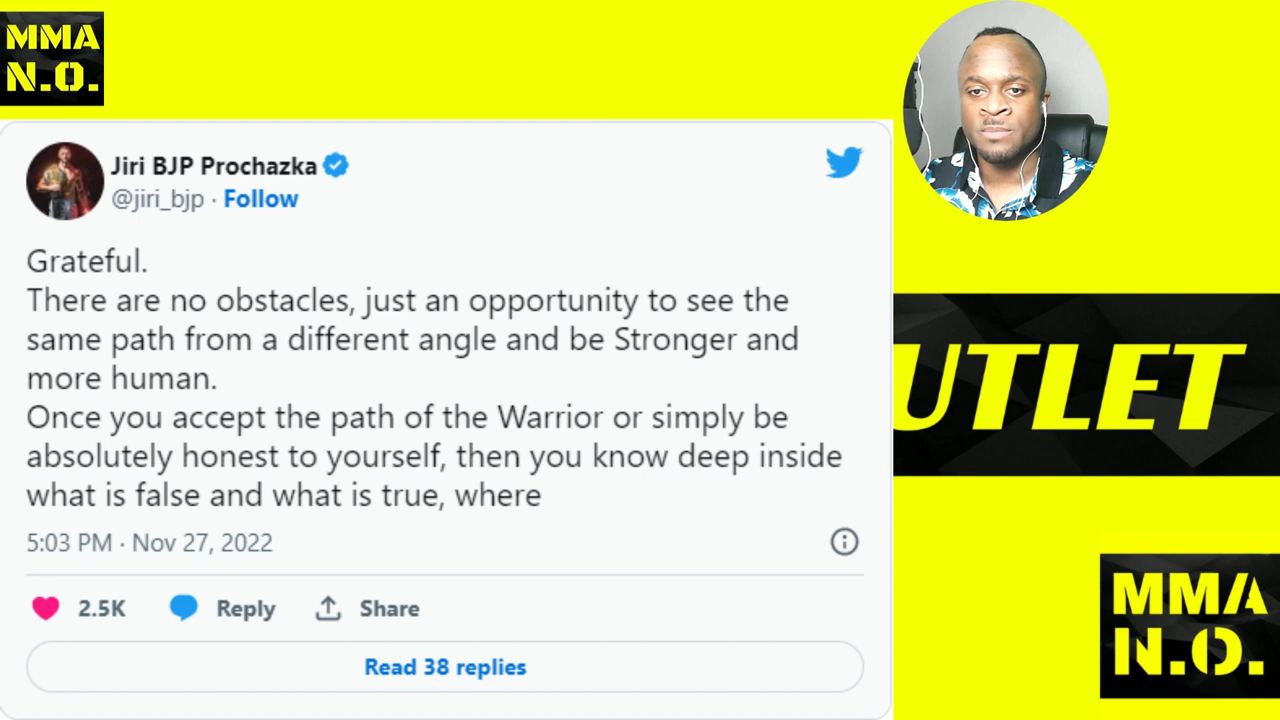 MMA
N.O.
Jiri BJP Prochazka
@jiri_bjp · Follow
Grateful.
There are no obstacles, just an opportunity to see the
same path from a different angle and be Stronger and
more human.
Once you accept the path of the Warrior or simply be
absolutely honest to yourself, then you know deep inside
what is false and what is true, where
5:03 PM · Nov 27, 2022
2.5K Reply Share
Read 38 replies
UTLET
MMA
N.O.